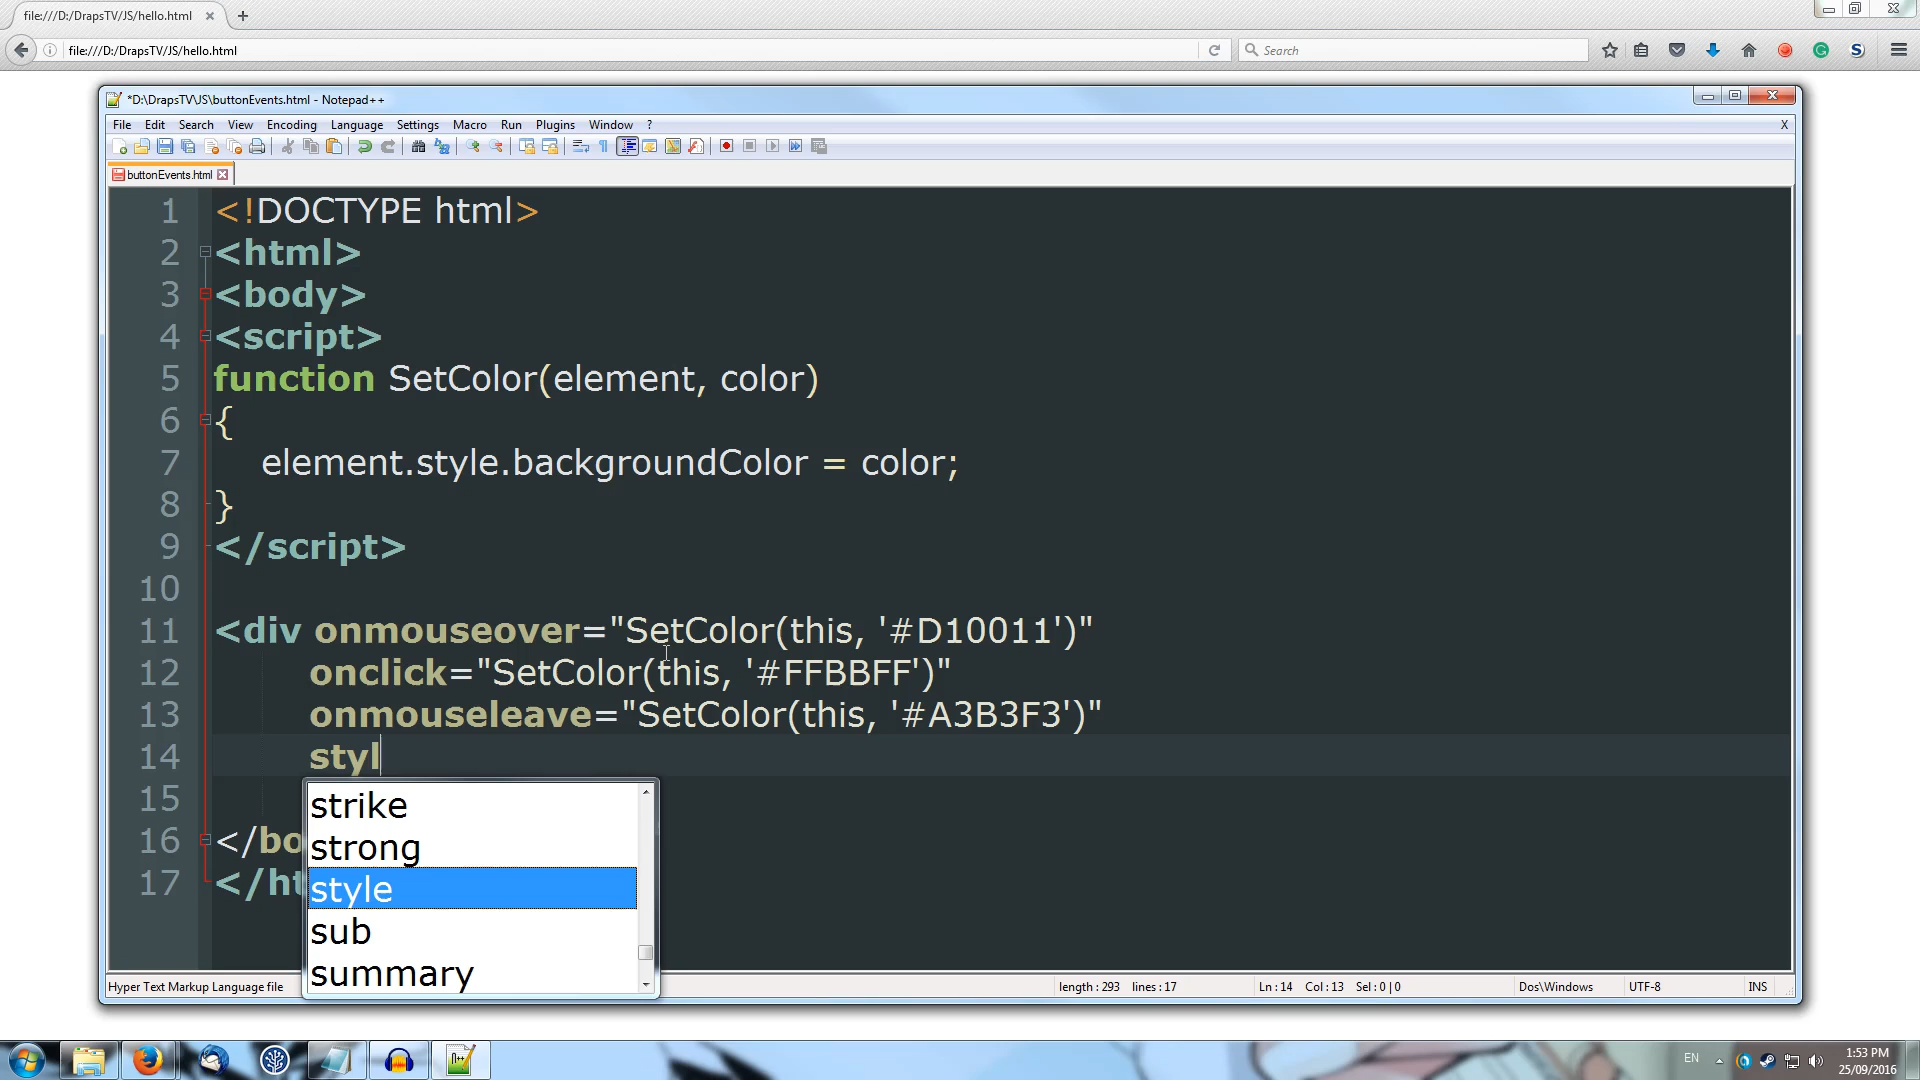 file:///D:/DrapsTV/JS/hello.html
file:///D:/DrapsTV/JS/hello.html
Search
*D:\DrapsTV\JS\buttonEvents.html - Notepad++
File Edit Search View Encoding Language Settings Macro Run Plugins Window ? X
buttonEvents.html
1 <!DOCTYPE html>
2 <html>
3 <body>
4 <script>
5 function SetColor(element, color)
6 {
7 element.style.backgroundColor = color;
8 }
9 </script>
10
11 <div onmouseover="SetColor(this, '#D10011')"
12 onclick="SetColor(this, '#FFBBFF')"
13 onmouseleave="SetColor(this, '#A3B3F3')"
14 styl
15
16 </bo
17 </ht
strike
strong
style
sub
summary
Hyper Text Markup Language file length : 293 lines : 17 Ln : 14 Col : 13 Sel : 0 | 0 Dos\Windows UTF-8 INS
EN 1:53 PM
25/09/2016